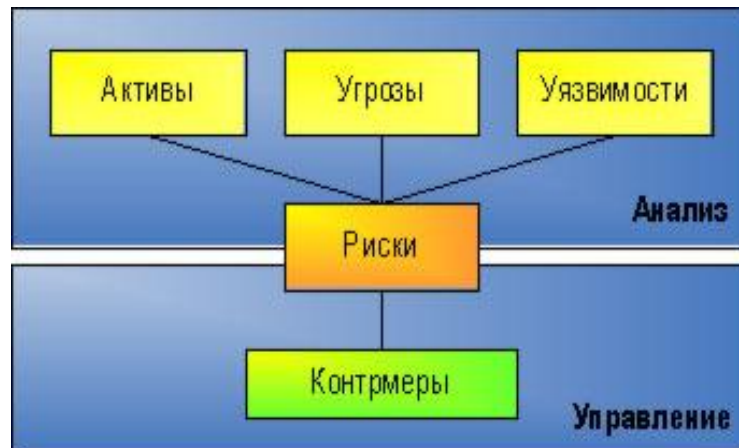 Активы
Угрозы
Уязвимости
Анализ
Риски
Контрмеры
Управление